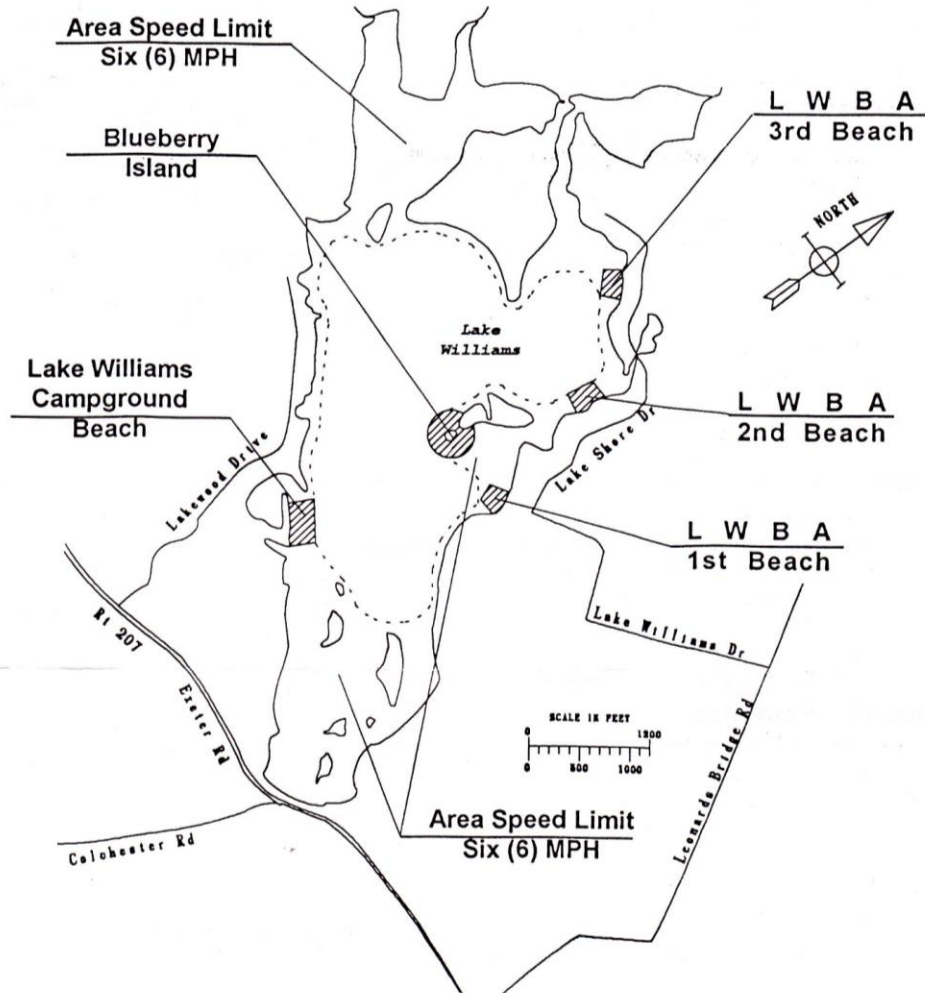 Area Speed Limit
Six (6) MPH
L W B A
3rd Beach
Blueberry
Island
NORTH
Lake
Williams
Lake Williams
Campground
Beach
L W B A
2nd Beach
Lakewood Drive
Lake Shore Dr
L W B A
1st Beach
Rt 207
Lake Williams Dr
Exeter Rd
SCALE IN FEET
0 1200
0 500 1000
Leonards Bridge Rd
Area Speed Limit
Six (6) MPH
Colchester Rd